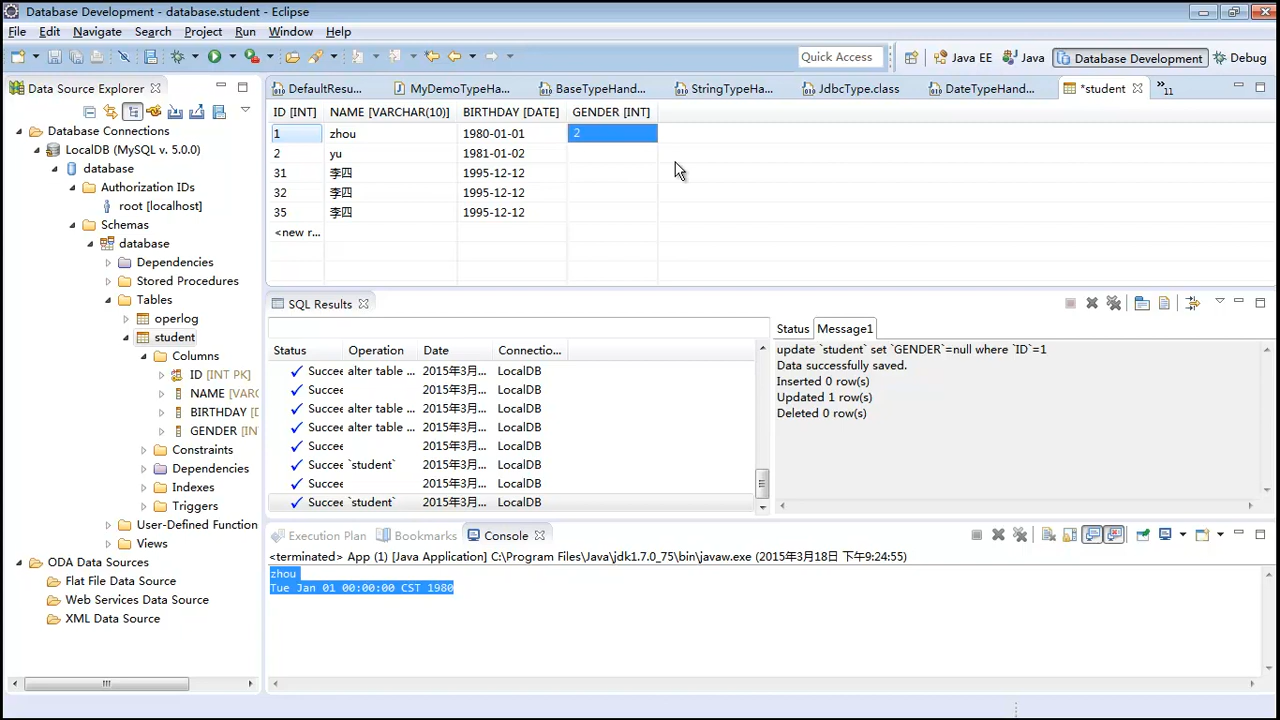 Database Development - database.student - Eclipse
File Edit Navigate Search Project Run Window Help
Quick Access Java EE Java Database Development Debug
Data Source Explorer
Database Connections
LocalDB (MySQL v. 5.0.0)
database
Authorization IDs
root [localhost]
Schemas
database
Dependencies
Stored Procedures
Tables
operlog
student
Columns
ID [INT PK]
NAME [VARC
BIRTHDAY [D
GENDER [IN
Constraints
Dependencies
Indexes
Triggers
User-Defined Function
Views
ODA Data Sources
Flat File Data Source
Web Services Data Source
XML Data Source
DefaultResu... MyDemoTypeHa... BaseTypeHand... StringTypeHa... JdbcType.class DateTypeHand... *student »11
ID [INT] NAME [VARCHAR(10)] BIRTHDAY [DATE] GENDER [INT]
1 zhou 1980-01-01 2
2 yu 1981-01-02
31 李四 1995-12-12
32 李四 1995-12-12
35 李四 1995-12-12
<new r...
SQL Results
Status Operation Date Connectio...
Succee alter table ... 2015年3月... LocalDB
Succee 2015年3月... LocalDB
Succee alter table ... 2015年3月... LocalDB
Succee alter table ... 2015年3月... LocalDB
Succee 2015年3月... LocalDB
Succee `student` 2015年3月... LocalDB
Succee 2015年3月... LocalDB
Succee `student` 2015年3月... LocalDB
Status Message1
update `student` set `GENDER`=null where `ID`=1
Data successfully saved.
Inserted 0 row(s)
Updated 1 row(s)
Deleted 0 row(s)
Execution Plan Bookmarks Console
<terminated> App (1) [Java Application] C:\Program Files\Java\jdk1.7.0_75\bin\javaw.exe (2015年3月18日 下午9:24:55)
zhou
Tue Jan 01 00:00:00 CST 1980